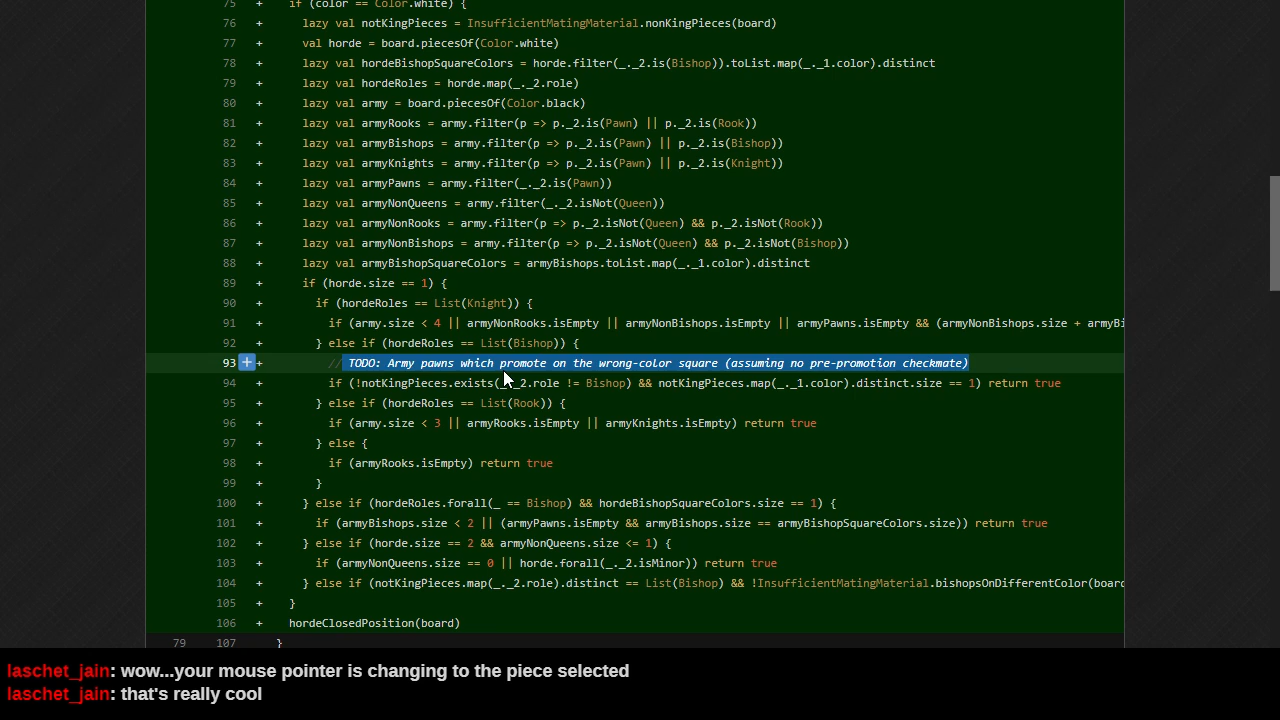 75 + if (color == Color.white) {
76 + lazy val notKingPieces = InsufficientMatingMaterial.nonKingPieces(board)
77 + val horde = board.piecesOf(Color.white)
78 + lazy val hordeBishopSquareColors = horde.filter(_._2.is(Bishop)).toList.map(_._1.color).distinct
79 + lazy val hordeRoles = horde.map(_._2.role)
80 + lazy val army = board.piecesOf(Color.black)
81 + lazy val armyRooks = army.filter(p => p._2.is(Pawn) || p._2.is(Rook))
82 + lazy val armyBishops = army.filter(p => p._2.is(Pawn) || p._2.is(Bishop))
83 + lazy val armyKnights = army.filter(p => p._2.is(Pawn) || p._2.is(Knight))
84 + lazy val armyPawns = army.filter(_._2.is(Pawn))
85 + lazy val armyNonQueens = army.filter(_._2.isNot(Queen))
86 + lazy val armyNonRooks = army.filter(p => p._2.isNot(Queen) && p._2.isNot(Rook))
87 + lazy val armyNonBishops = army.filter(p => p._2.isNot(Queen) && p._2.isNot(Bishop))
88 + lazy val armyBishopSquareColors = armyBishops.toList.map(_._1.color).distinct
89 + if (horde.size == 1) {
90 + if (hordeRoles == List(Knight)) {
91 + if (army.size < 4 || armyNonRooks.isEmpty || armyNonBishops.isEmpty || armyPawns.isEmpty && (armyNonBishops.size + armyBi
92 + } else if (hordeRoles == List(Bishop)) {
93 + // TODO: Army pawns which promote on the wrong-color square (assuming no pre-promotion checkmate)
94 + if (!notKingPieces.exists(_._2.role != Bishop) && notKingPieces.map(_._1.color).distinct.size == 1) return true
95 + } else if (hordeRoles == List(Rook)) {
96 + if (army.size < 3 || armyRooks.isEmpty || armyKnights.isEmpty) return true
97 + } else {
98 + if (armyRooks.isEmpty) return true
99 + }
100 + } else if (hordeRoles.forall(_ == Bishop) && hordeBishopSquareColors.size == 1) {
101 + if (armyBishops.size < 2 || (armyPawns.isEmpty && armyBishops.size == armyBishopSquareColors.size)) return true
102 + } else if (horde.size == 2 && armyNonQueens.size <= 1) {
103 + if (armyNonQueens.size == 0 || horde.forall(_._2.isMinor)) return true
104 + } else if (notKingPieces.map(_._2.role).distinct == List(Bishop) && !InsufficientMatingMaterial.bishopsOnDifferentColor(board
105 + }
106 + hordeClosedPosition(board)
79 107 }
laschet_jain: wow...your mouse pointer is changing to the piece selected
laschet_jain: that's really cool